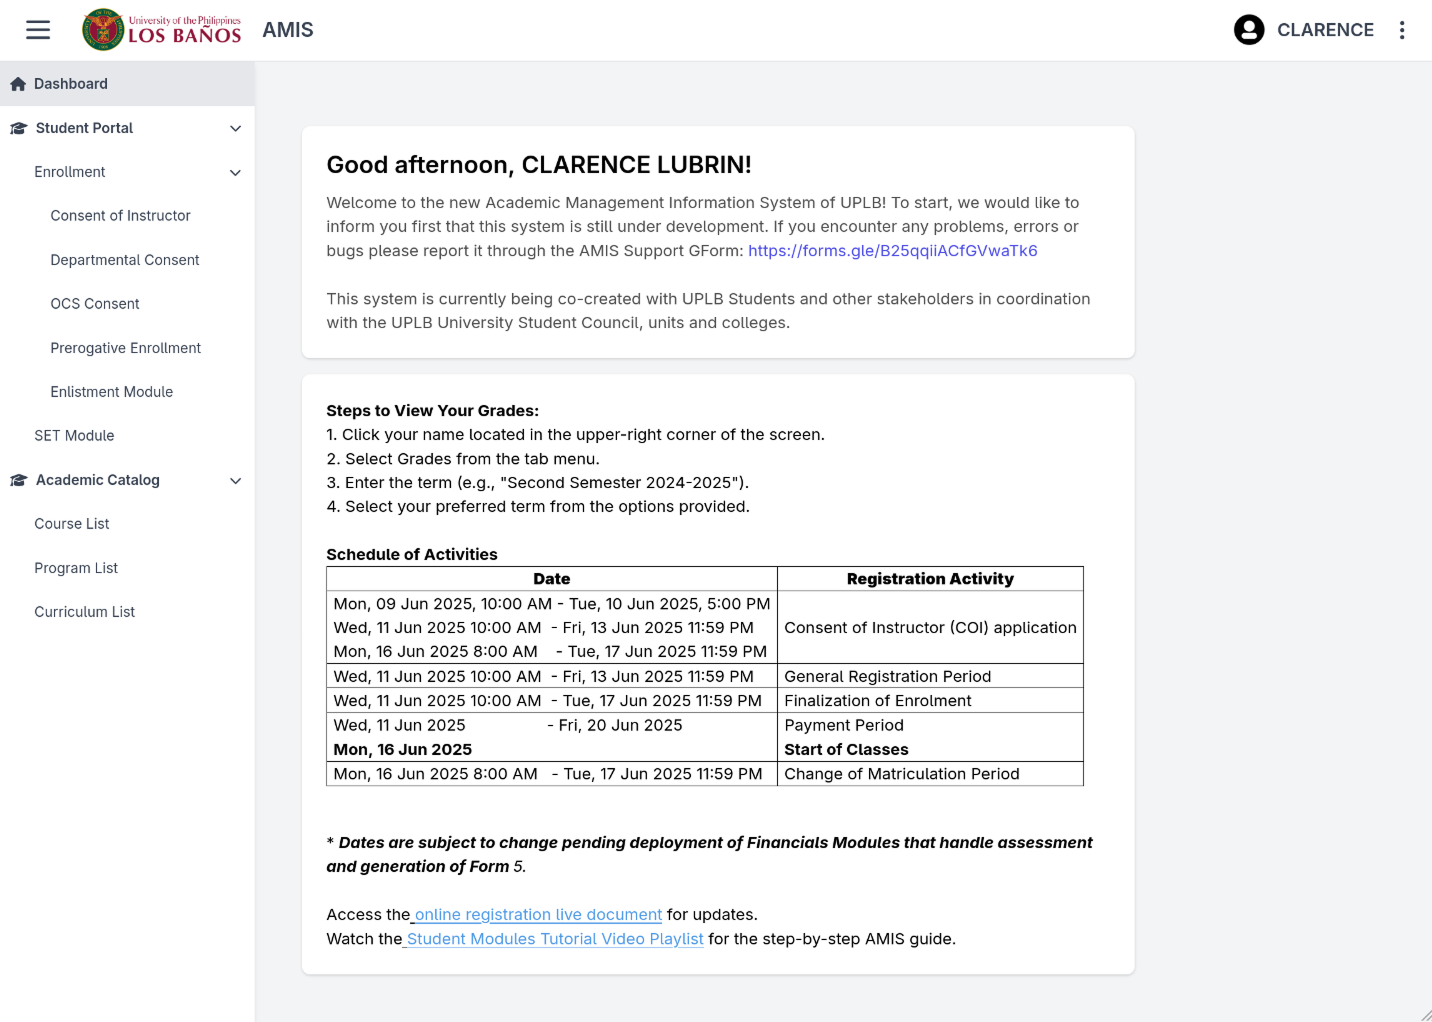 University of the Philippines
LOS BAÑOS
AMIS
CLARENCE
Dashboard
Student Portal
Enrollment
Consent of Instructor
Departmental Consent
OCS Consent
Prerogative Enrollment
Enlistment Module
SET Module
Academic Catalog
Course List
Program List
Curriculum List
Good afternoon, CLARENCE LUBRIN!
Welcome to the new Academic Management Information System of UPLB! To start, we would like to
inform you first that this system is still under development. If you encounter any problems, errors or
bugs please report it through the AMIS Support GForm: https://forms.gle/B25qqiiACfGVwaTk6
This system is currently being co-created with UPLB Students and other stakeholders in coordination
with the UPLB University Student Council, units and colleges.
Steps to View Your Grades:
1. Click your name located in the upper-right corner of the screen.
2. Select Grades from the tab menu.
3. Enter the term (e.g., "Second Semester 2024-2025").
4. Select your preferred term from the options provided.
Schedule of Activities
Date Registration Activity
Mon, 09 Jun 2025, 10:00 AM - Tue, 10 Jun 2025, 5:00 PM
Wed, 11 Jun 2025 10:00 AM - Fri, 13 Jun 2025 11:59 PM Consent of Instructor (COI) application
Mon, 16 Jun 2025 8:00 AM - Tue, 17 Jun 2025 11:59 PM
Wed, 11 Jun 2025 10:00 AM - Fri, 13 Jun 2025 11:59 PM General Registration Period
Wed, 11 Jun 2025 10:00 AM - Tue, 17 Jun 2025 11:59 PM Finalization of Enrolment
Wed, 11 Jun 2025 - Fri, 20 Jun 2025 Payment Period
Mon, 16 Jun 2025 Start of Classes
Mon, 16 Jun 2025 8:00 AM - Tue, 17 Jun 2025 11:59 PM Change of Matriculation Period
* Dates are subject to change pending deployment of Financials Modules that handle assessment
and generation of Form 5.
Access the online registration live document for updates.
Watch the Student Modules Tutorial Video Playlist for the step-by-step AMIS guide.